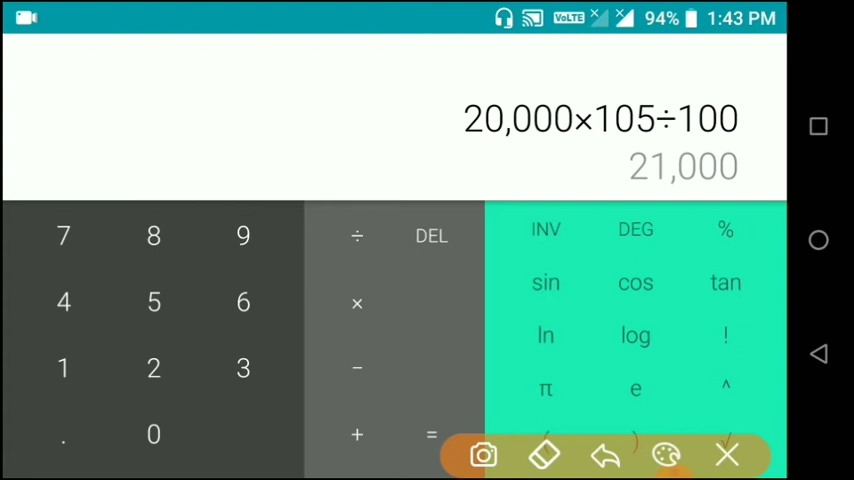 VoLTE 94% 1:43 PM
20,000×105÷100
21,000
7 8 9 ÷ DEL INV DEG %
4 5 6 × sin cos tan
1 2 3 − ln log !
π e ^
. 0 + = ( ) √